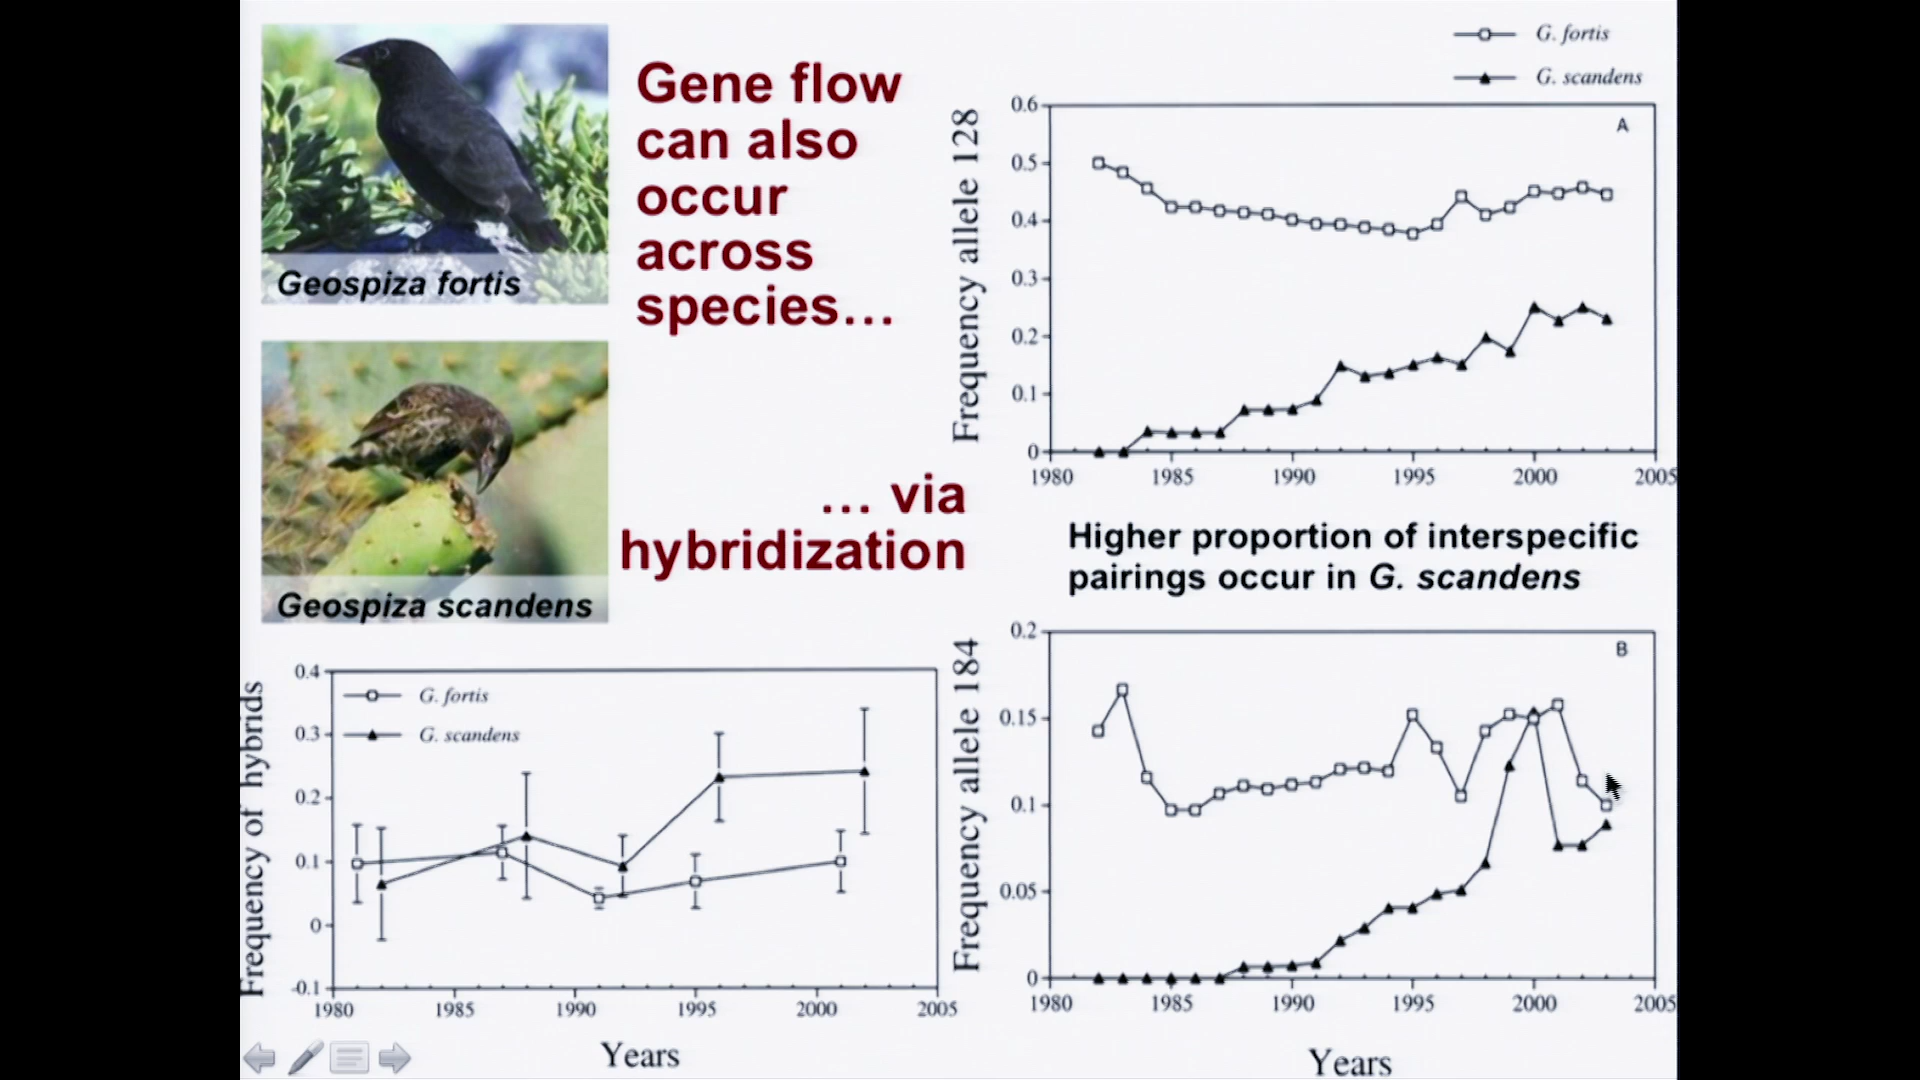 Geospiza fortis
Gene flow
can also
occur
across
species…
Geospiza scandens
… via
hybridization
G. fortis
G. scandens
Frequency allele 128
A
0.6
0.5
0.4
0.3
0.2
0.1
0
1980 1985 1990 1995 2000 2005
Higher proportion of interspecific
pairings occur in G. scandens
Frequency of hybrids
G. fortis
G. scandens
0.4
0.3
0.2
0.1
0
-0.1
1980 1985 1990 1995 2000 2005
Years
Frequency allele 184
B
0.2
0.15
0.1
0.05
0
1980 1985 1990 1995 2000 2005
Years